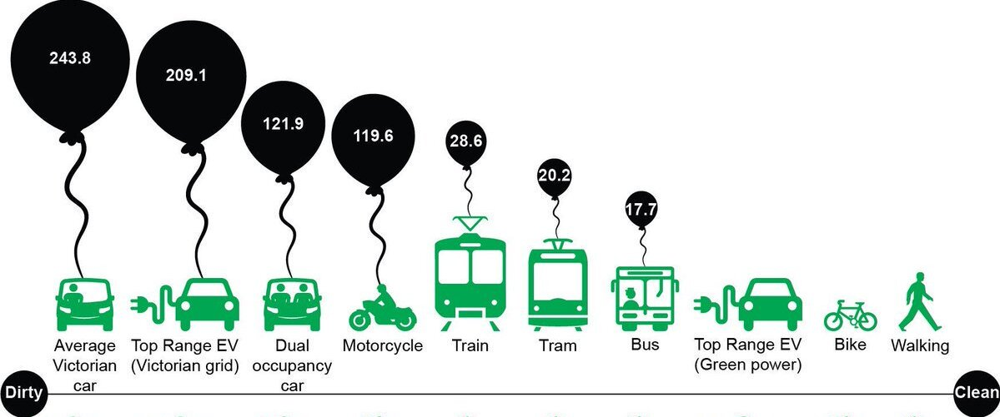 243.8
209.1
121.9
119.6
28.6
20.2
17.7
Average
Victorian
car
Top Range EV
(Victorian grid)
Dual
occupancy
car
Motorcycle
Train
Tram
Bus
Top Range EV
(Green power)
Bike
Walking
Dirty
Clean